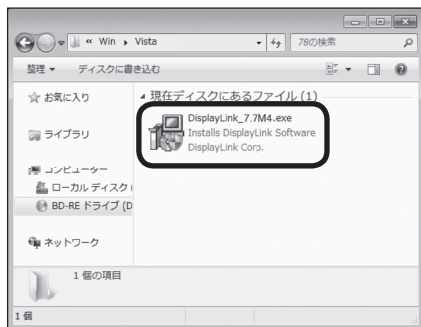 « Win ▸ Vista
78の検索
整理 ▼ ディスクに書き込む
お気に入り
ライブラリ
コンピューター
ローカル ディスク (
BD-RE ドライブ (D
ネットワーク
現在ディスクにあるファイル (1)
DisplayLink_7.7M4.exe
Installs DisplayLink Software
DisplayLink Corp.
1 個の項目
1 個